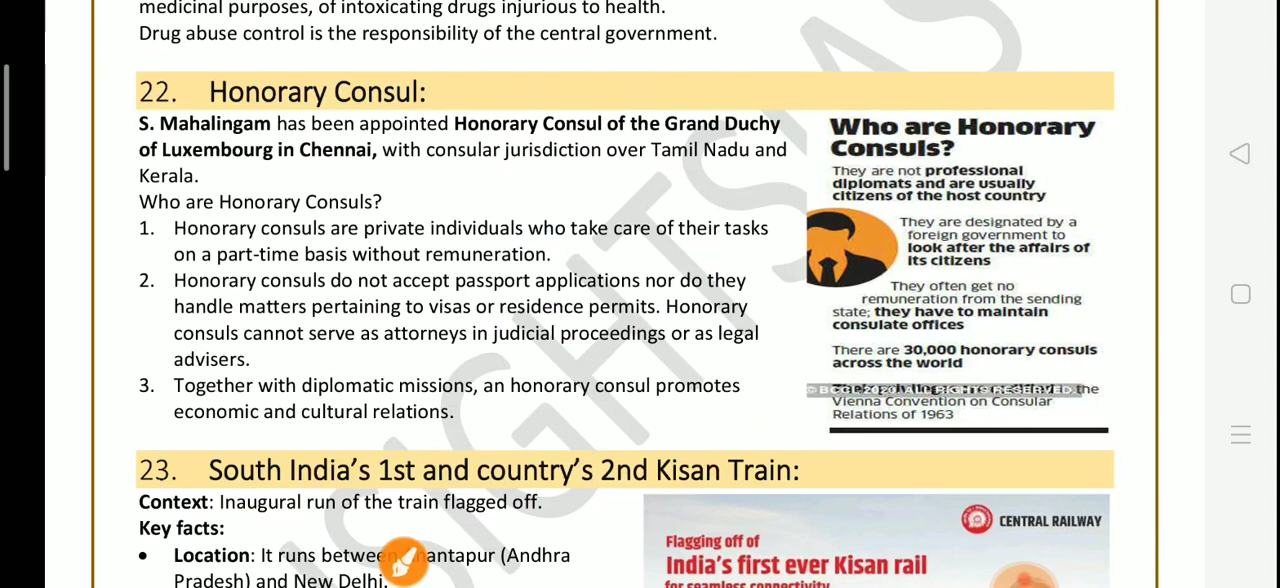 medicinal purposes, of intoxicating drugs injurious to health.
Drug abuse control is the responsibility of the central government.
22. Honorary Consul:
S. Mahalingam has been appointed Honorary Consul of the Grand Duchy
of Luxembourg in Chennai, with consular jurisdiction over Tamil Nadu and
Kerala.
Who are Honorary Consuls?
1. Honorary consuls are private individuals who take care of their tasks
on a part-time basis without remuneration.
2. Honorary consuls do not accept passport applications nor do they
handle matters pertaining to visas or residence permits. Honorary
consuls cannot serve as attorneys in judicial proceedings or as legal
advisers.
3. Together with diplomatic missions, an honorary consul promotes
economic and cultural relations.
Who are Honorary
Consuls?
They are not professional
diplomats and are usually
citizens of the host country
They are designated by a
foreign government to
look after the affairs of
its citizens
They often get no
remuneration from the sending
state; they have to maintain
consulate offices
There are 30,000 honorary consuls
across the world
the
Vienna Convention on Consular
Relations of 1963
© BCCL 2020. ALL RIGHTS RESERVED.
23. South India's 1st and country's 2nd Kisan Train:
Context: Inaugural run of the train flagged off.
Key facts:
• Location: It runs between (Andhra
Pradesh) and New Delhi.
CENTRAL RAILWAY
Flagging off of
India's first ever Kisan rail
for seamless connectivity
INSIGHTSIAS